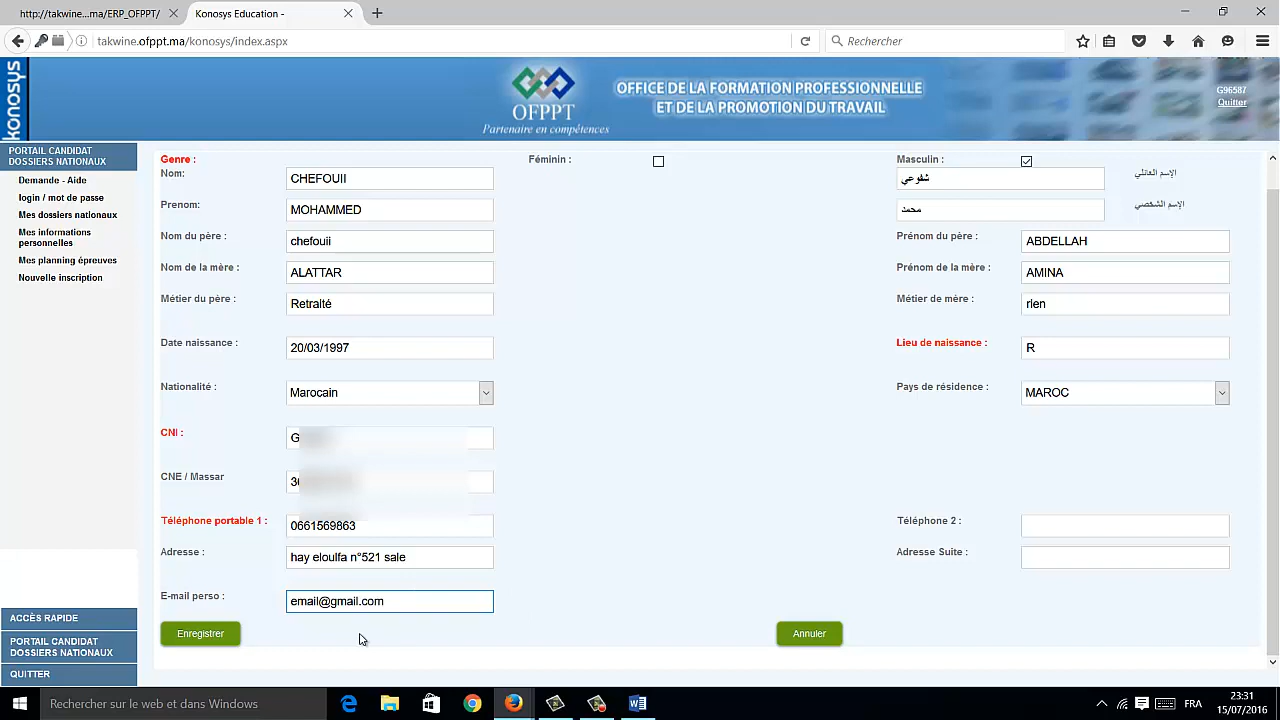 http://takwine....ma/ERP_OFPPT/
Konosys Education -
takwine.ofppt.ma/konosys/index.aspx
Rechercher
konosys
OFPPT
Partenaire en compétences
OFFICE DE LA FORMATION PROFESSIONNELLE
ET DE LA PROMOTION DU TRAVAIL
G96587
Quitter
PORTAIL CANDIDAT
DOSSIERS NATIONAUX
Demande - Aide
login / mot de passe
Mes dossiers nationaux
Mes informations
personnelles
Mes planning épreuves
Nouvelle inscription
Genre :
Féminin :
Masculin :
Nom:
CHEFOUII
شفوعي
الإسم العائلي
Prenom:
MOHAMMED
محمد
الإسم الشخصي
Nom du père :
chefouii
Prénom du père :
ABDELLAH
Nom de la mère :
ALATTAR
Prénom de la mère :
AMINA
Métier du père :
Retraité
Métier de mère :
rien
Date naissance :
20/03/1997
Lieu de naissance :
R
Nationalité :
Marocain
Pays de résidence :
MAROC
CNI :
G
CNE / Massar
3
Téléphone portable 1 :
0661569863
Téléphone 2 :
Adresse :
hay eloulfa n°521 sale
Adresse Suite :
E-mail perso :
email@gmail.com
Enregistrer
Annuler
ACCÈS RAPIDE
PORTAIL CANDIDAT
DOSSIERS NATIONAUX
QUITTER
Rechercher sur le web et dans Windows
FRA
23:31
15/07/2016